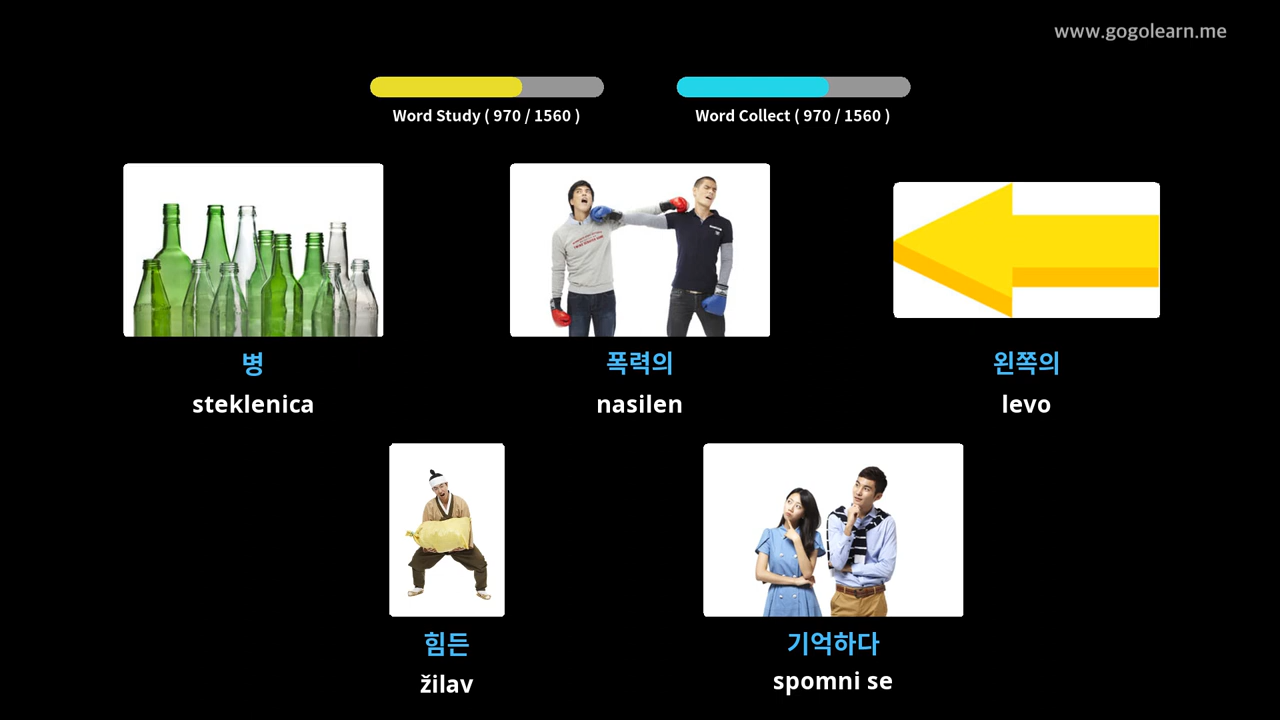 www.gogolearn.me
Word Study ( 970 / 1560 )
Word Collect ( 970 / 1560 )
병
폭력의
왼쪽의
steklenica
nasilen
levo
힘든
기억하다
žilav
spomni se